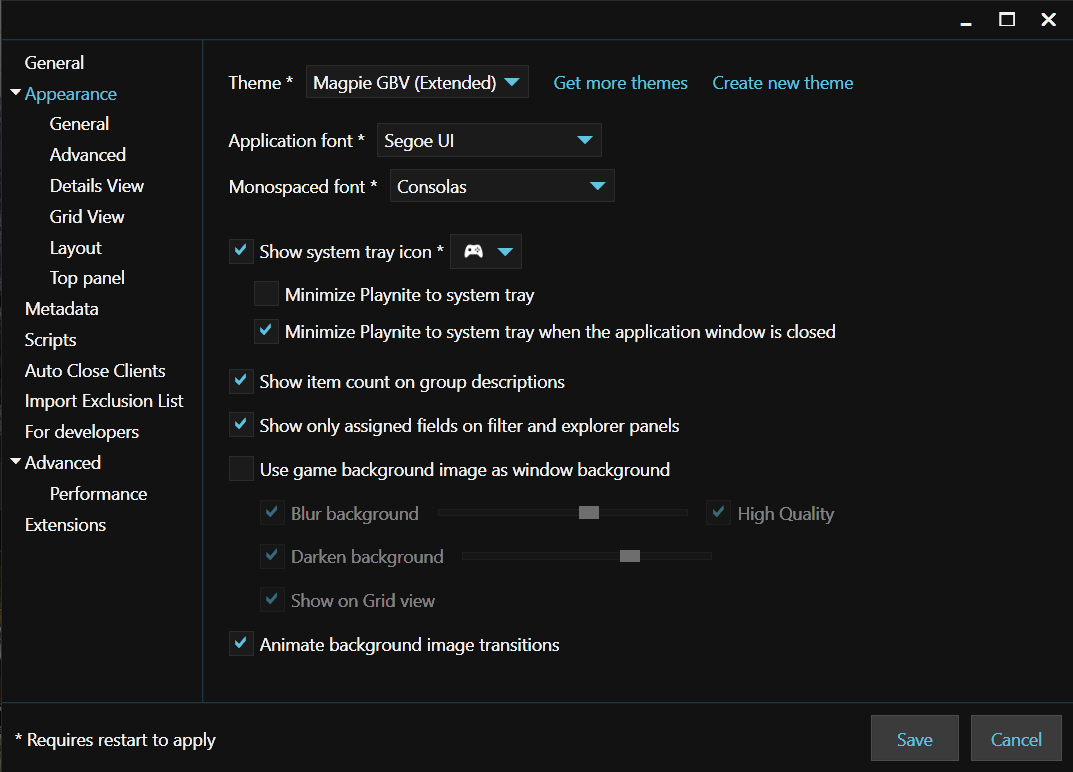 General
Appearance
General
Advanced
Details View
Grid View
Layout
Top panel
Metadata
Scripts
Auto Close Clients
Import Exclusion List
For developers
Advanced
Performance
Extensions
Theme * Magpie GBV (Extended) Get more themes Create new theme
Application font * Segoe UI
Monospaced font * Consolas
Show system tray icon *
Minimize Playnite to system tray
Minimize Playnite to system tray when the application window is closed
Show item count on group descriptions
Show only assigned fields on filter and explorer panels
Use game background image as window background
Blur background High Quality
Darken background
Show on Grid view
Animate background image transitions
* Requires restart to apply Save Cancel